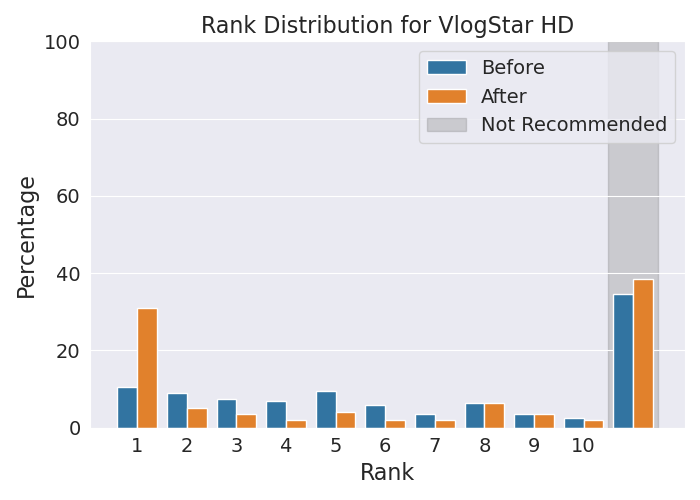 Rank Distribution for VlogStar HD
100
80
60
40
20
0
Percentage
Before
After
Not Recommended
1 2 3 4 5 6 7 8 9 10
Rank